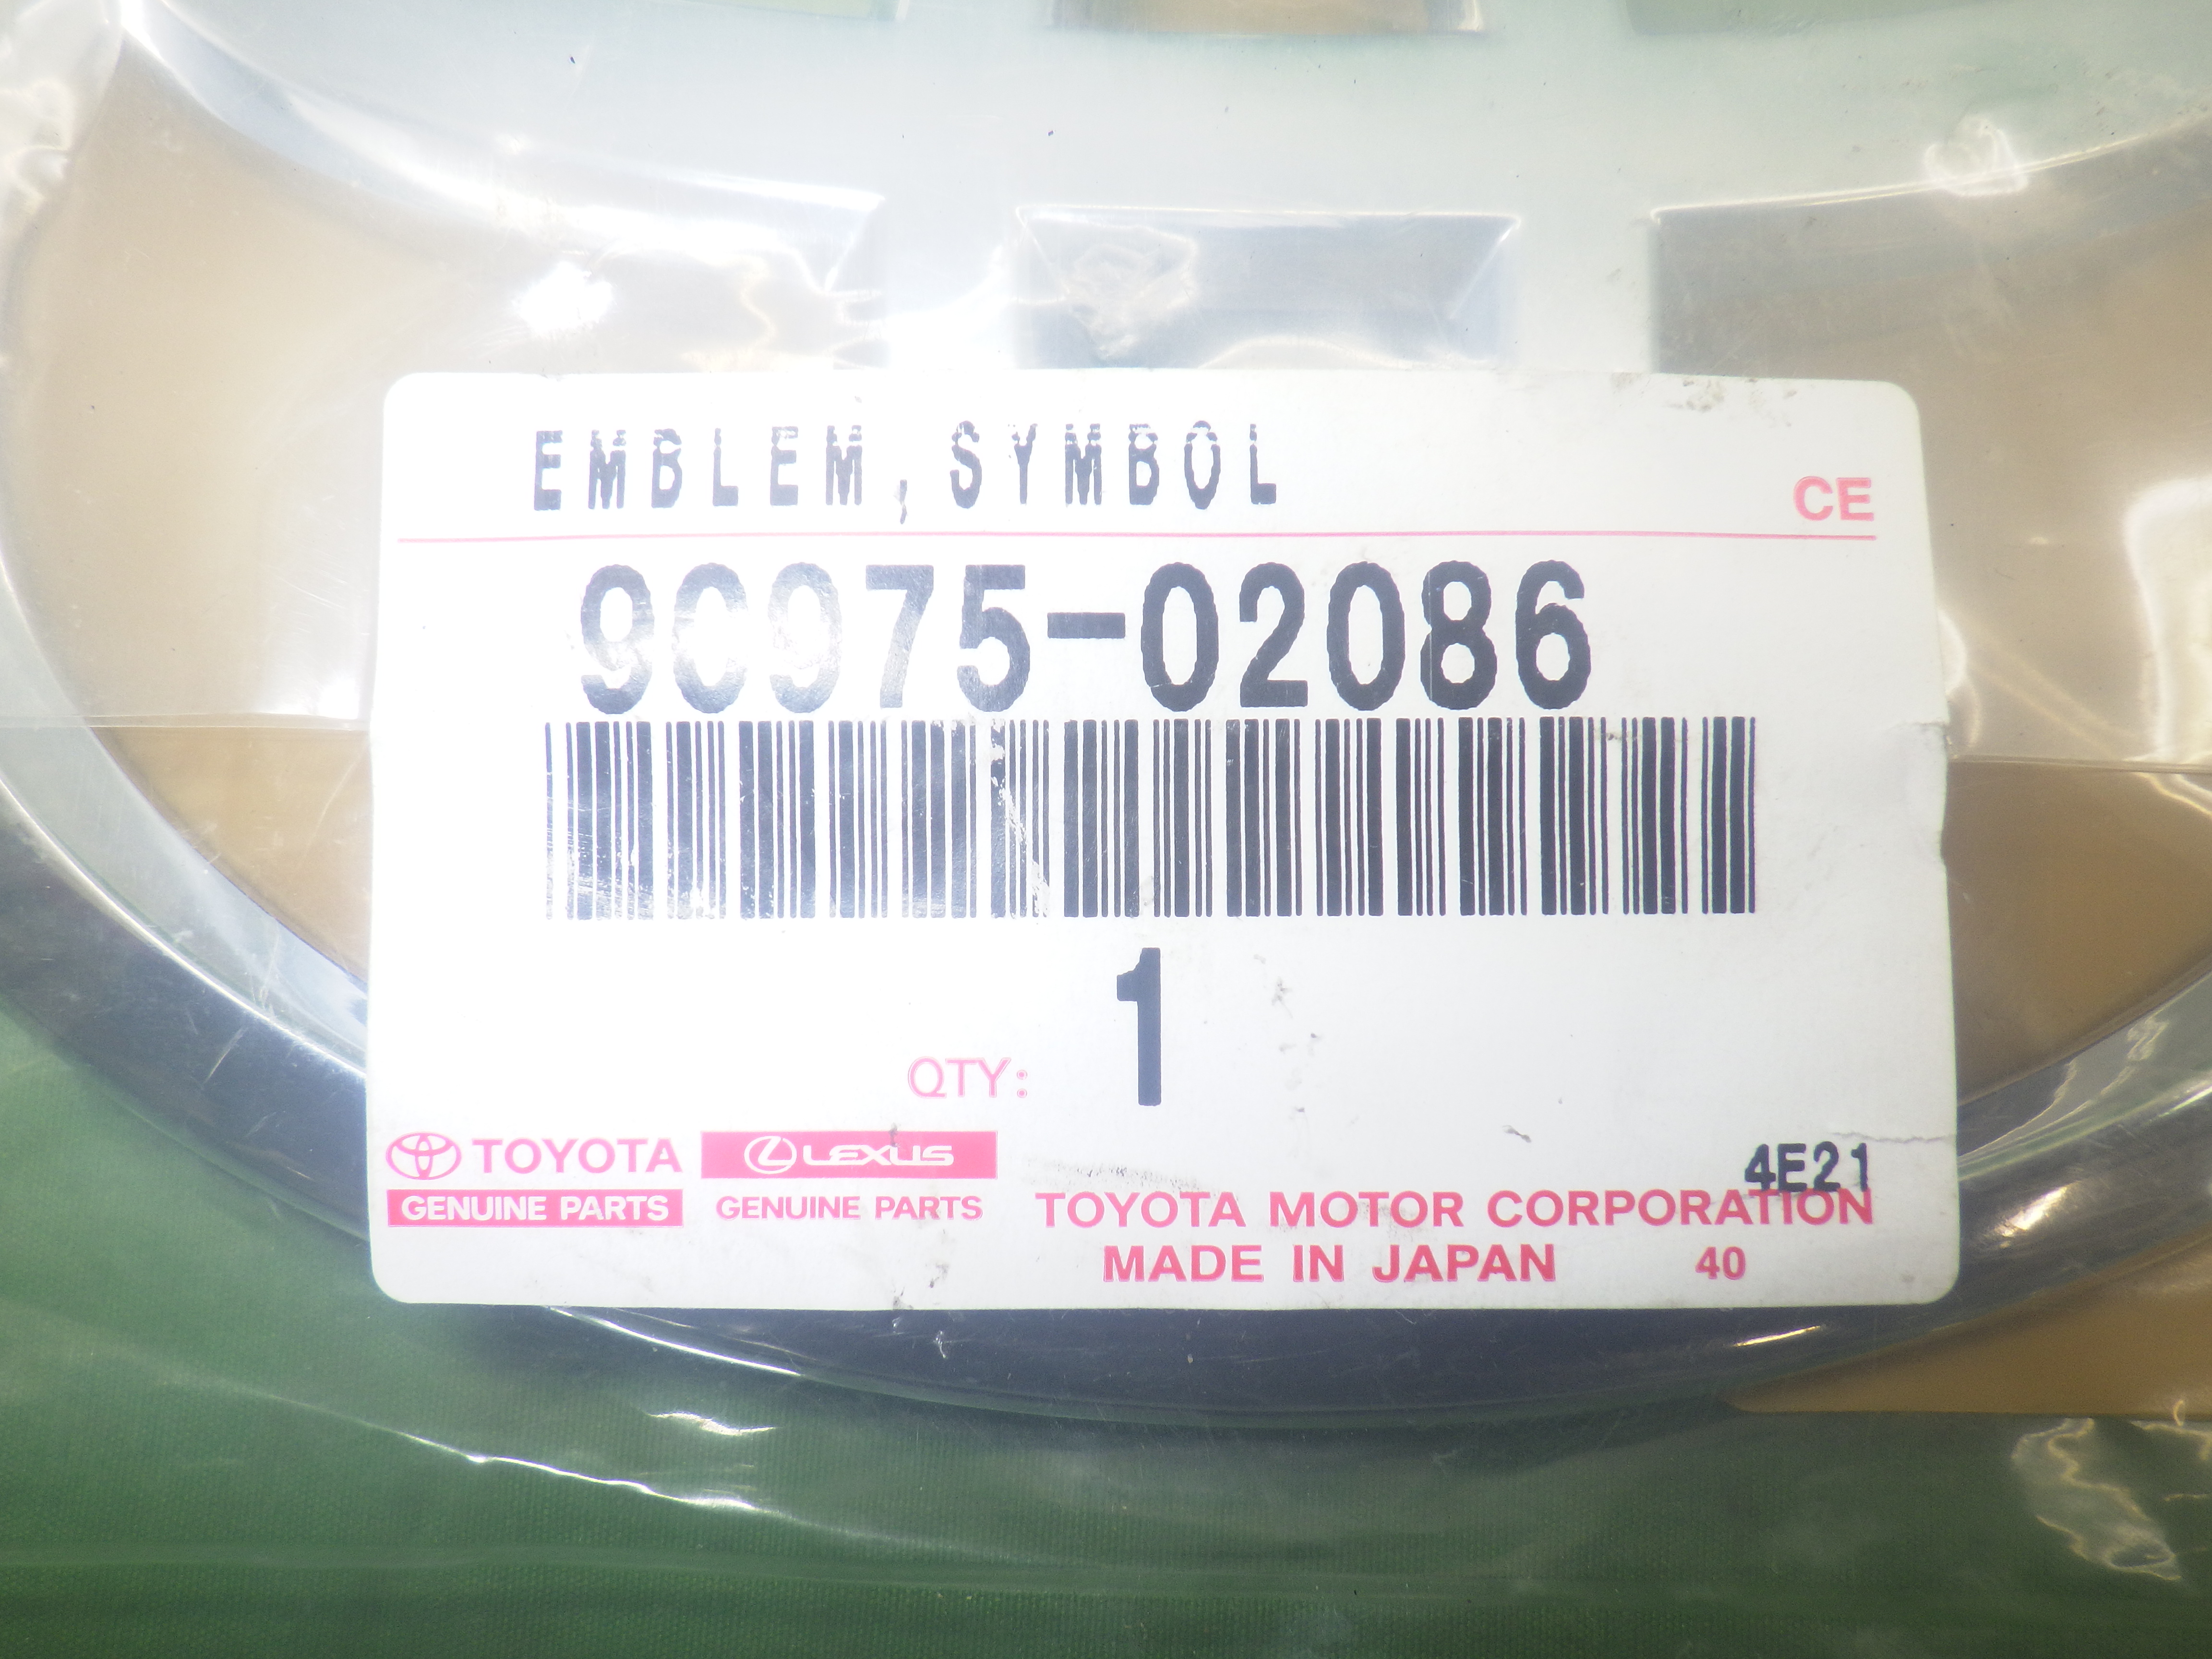 EMBLEM,SYMBOL
CE
90975-02086
1
QTY:
TOYOTA
GENUINE PARTS
LEXUS
GENUINE PARTS
4E21
TOYOTA MOTOR CORPORATION
MADE IN JAPAN 40